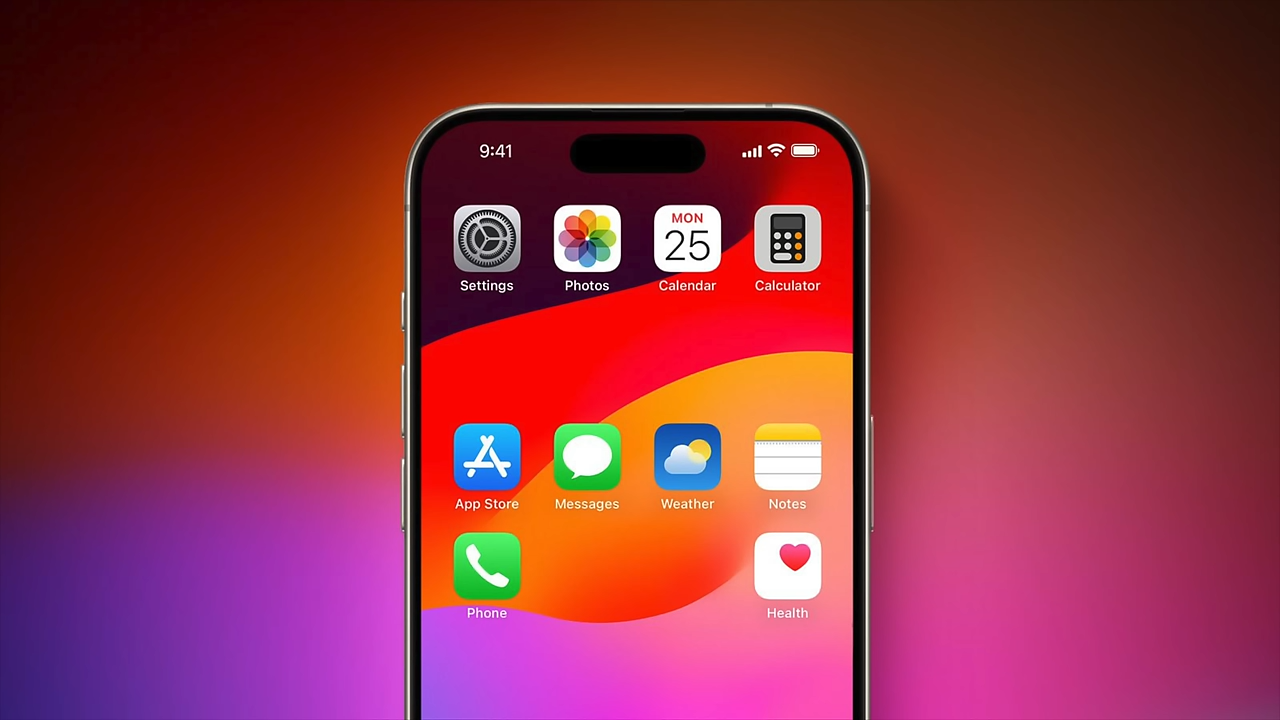 9:41
MON
25
Settings
Photos
Calendar
Calculator
App Store
Messages
Weather
Notes
Phone
Health